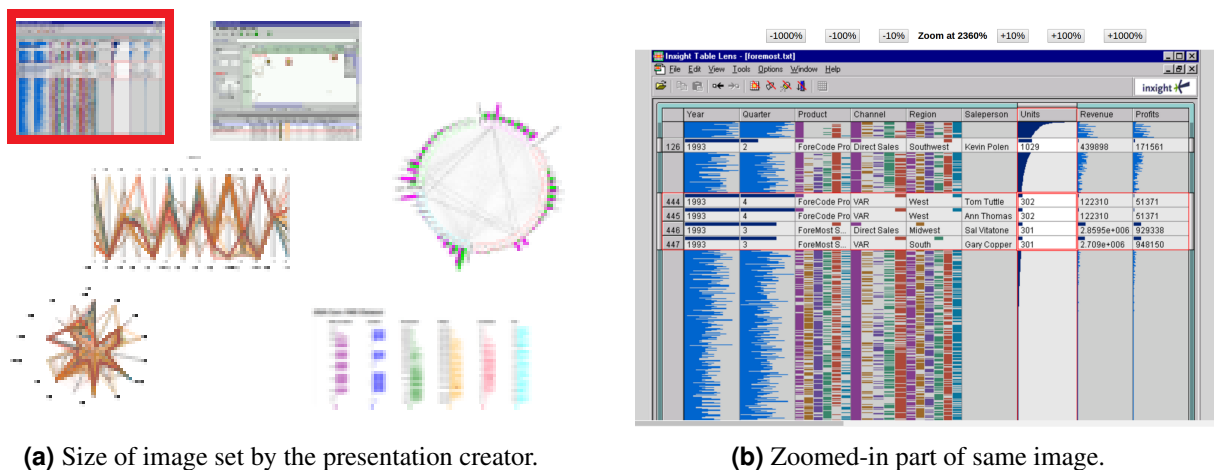 -1000% -100% -10% Zoom at 2360% +10% +100% +1000%
Inxight Table Lens - [foremost.txt]
File Edit View Tools Options Window Help
inxight
Year Quarter Product Channel Region Saleperson Units Revenue Profits
126 1993 2 ForeCode Pro Direct Sales Southwest Kevin Polen 1029 439898 171561
444 1993 4 ForeCode Pro VAR West Tom Tuttle 302 122310 51371
445 1993 4 ForeCode Pro VAR West Ann Thomas 302 122310 51371
446 1993 3 ForeMost S... Direct Sales Midwest Sal Vitatone 301 2.8595e+006 929338
447 1993 3 ForeMost S... VAR South Gary Copper 301 2.709e+006 948150
(a) Size of image set by the presentation creator.
(b) Zoomed-in part of same image.